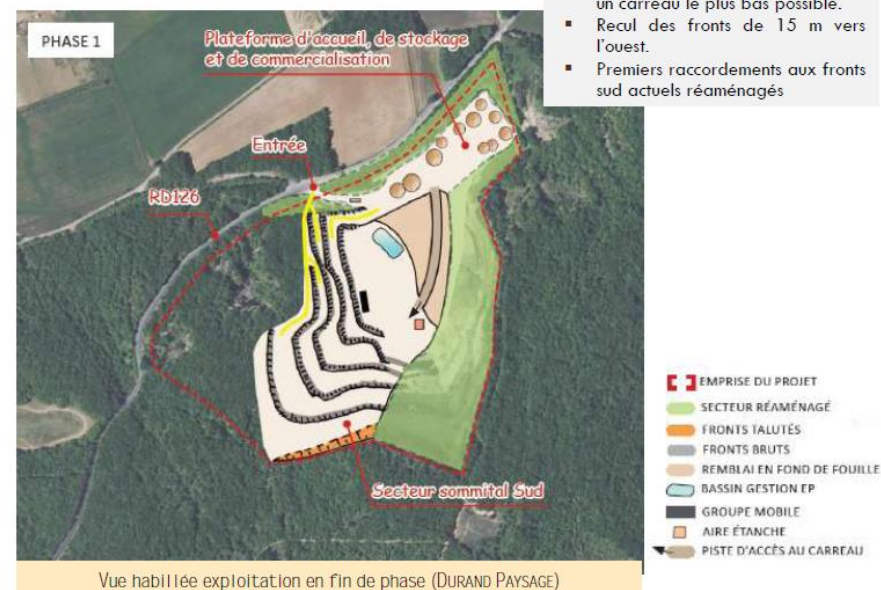 un carreau le plus bas possible.
▪ Recul des fronts de 15 m vers
l'ouest.
▪ Premiers raccordements aux fronts
sud actuels réaménagés
PHASE 1
Plateforme d'accueil, de stockage
et de commercialisation
Entrée
RD126
Secteur sommital Sud
EMPRISE DU PROJET
SECTEUR RÉAMÉNAGÉ
FRONTS TALUTÉS
FRONTS BRUTS
REMBLAI EN FOND DE FOUILLE
BASSIN GESTION EP
GROUPE MOBILE
AIRE ÉTANCHE
PISTE D'ACCÈS AU CARREAU
Vue habillée exploitation en fin de phase (DURAND PAYSAGE)